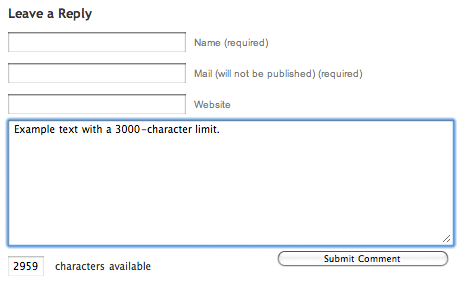 Leave a Reply
Name (required)
Mail (will not be published) (required)
Website
Example text with a 3000-character limit.
Submit Comment
2959 characters available